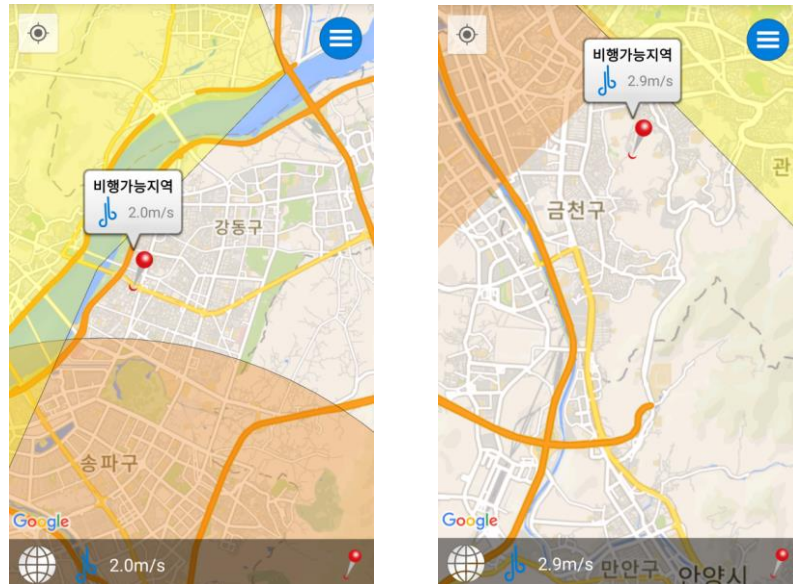 비행가능지역
2.0m/s
강동구
송파구
Google
2.0m/s
비행가능지역
2.9m/s
관
금천구
Google
2.9m/s
만안구
안양시